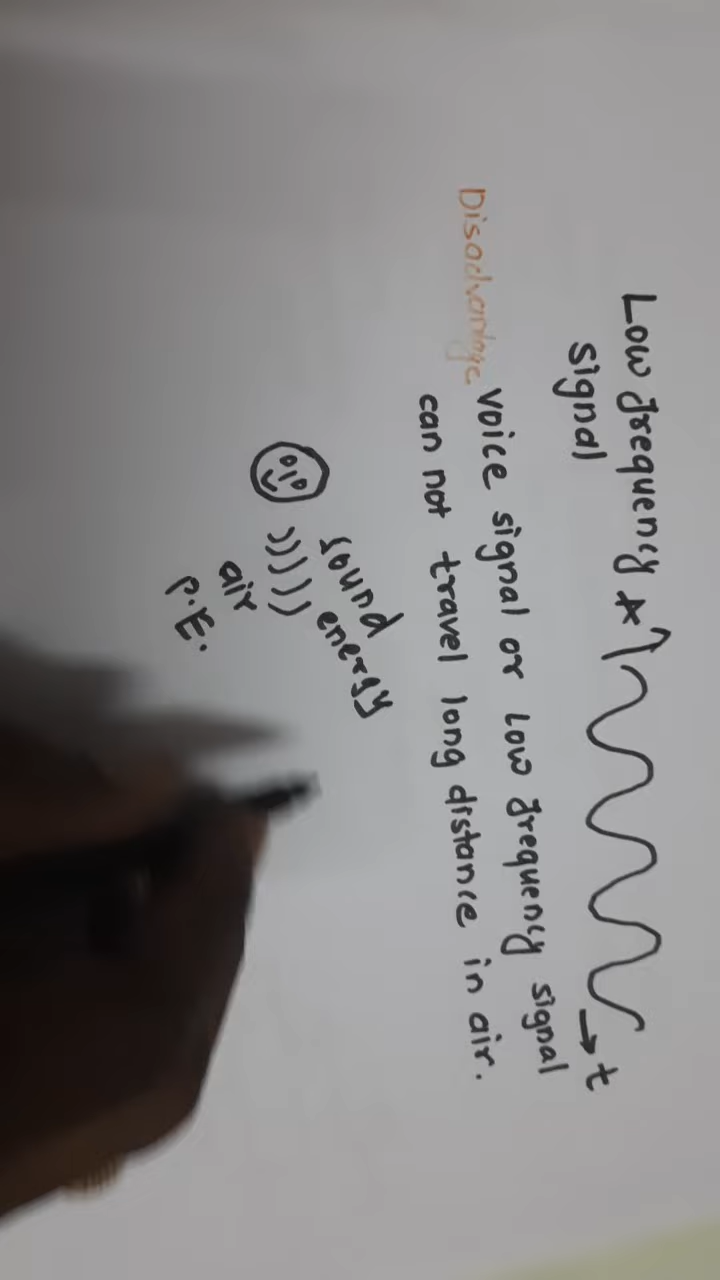 Low frequency
signal
A
t
Disadvantage
voice signal or Low frequency signal
can not travel long distance in air.
sound
energy
air
P.E.